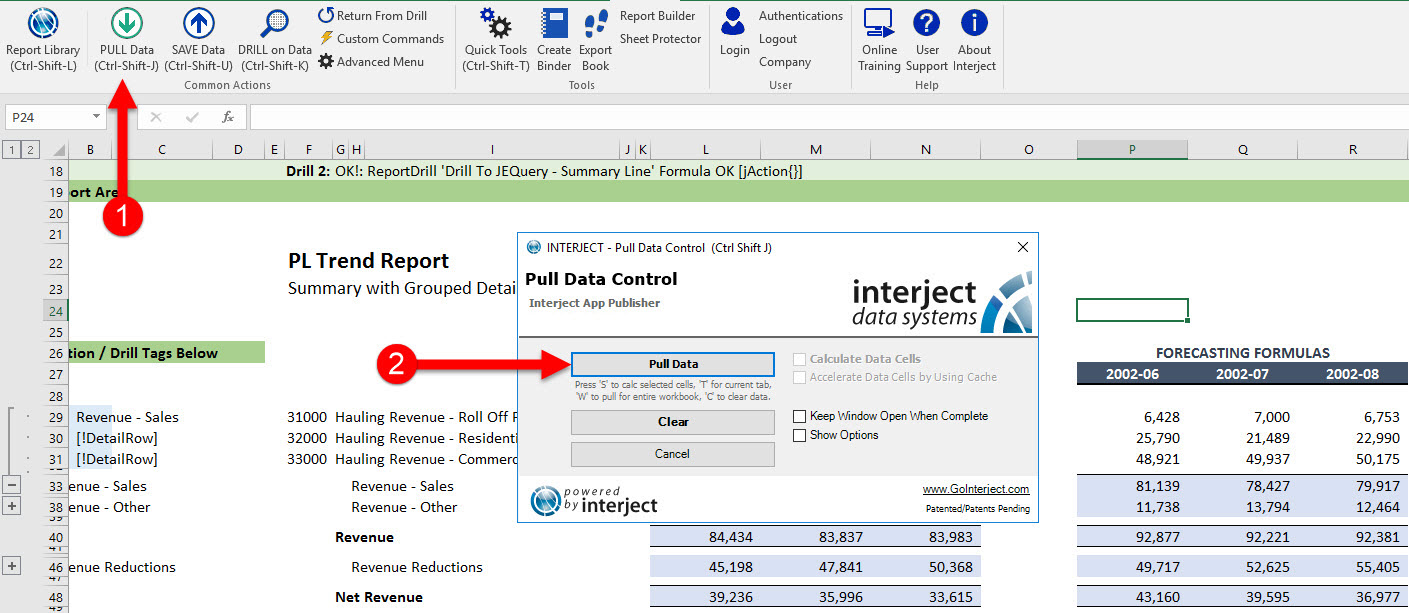 Report Library
(Ctrl-Shift-L)
PULL Data
(Ctrl-Shift-J)
SAVE Data
(Ctrl-Shift-U)
DRILL on Data
(Ctrl-Shift-K)
Return From Drill
Custom Commands
Advanced Menu
Common Actions
Quick Tools
(Ctrl-Shift-T)
Create
Binder
Export
Book
Report Builder
Sheet Protector
Tools
Login
Authentications
Logout
Company
User
Online
Training
User
Support
About
Interject
Help
P24
fx
1 2
B C D E F G H I J K L M N O P Q R
18 Drill 2: OK!: ReportDrill 'Drill To JEQuery - Summary Line' Formula OK [jAction{}]
19 ort Are
1
20
21
22 PL Trend Report
23 Summary with Grouped Detai
24
25
26 tion / Drill Tags Below FORECASTING FORMULAS
27 2002-06 2002-07 2002-08
28
29 Revenue - Sales 31000 Hauling Revenue - Roll Off 6,428 7,000 6,753
30 [!DetailRow] 32000 Hauling Revenue - Residenti 25,790 21,489 22,990
31 [!DetailRow] 33000 Hauling Revenue - Commerc 48,921 49,937 50,175
33 enue - Sales Revenue - Sales 81,139 78,427 79,917
38 enue - Other Revenue - Other 11,738 13,794 12,464
40 Revenue 84,434 83,837 83,983 92,877 92,221 92,381
46 enue Reductions Revenue Reductions 45,198 47,841 50,368 49,717 52,625 55,405
48 Net Revenue 39,236 35,996 33,615 43,160 39,595 36,977
INTERJECT - Pull Data Control (Ctrl Shift J)
Pull Data Control
Interject App Publisher
interject
data systems
2
Pull Data
Press 'S' to calc selected cells, 'T' for current tab,
'W' to pull for entire workbook, 'C' to clear data.
Clear
Cancel
Calculate Data Cells
Accelerate Data Cells by Using Cache
Keep Window Open When Complete
Show Options
powered
by interject
www.GoInterject.com
Patented/Patents Pending